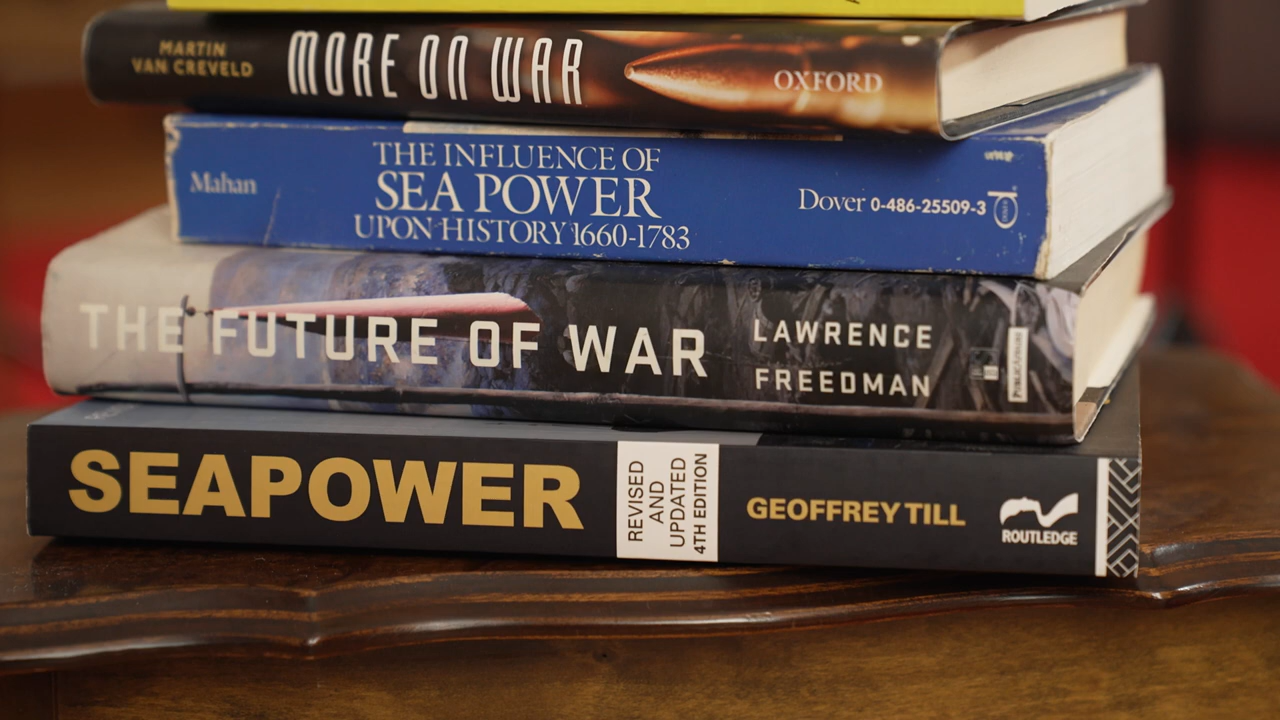 MARTIN
VAN CREVELD
MORE ON WAR
OXFORD
Mahan
THE INFLUENCE OF
SEA POWER
UPON HISTORY 1660-1783
Dover 0-486-25509-3
THE FUTURE OF WAR
LAWRENCE
FREEDMAN
PUBLICAFFAIRS
SEAPOWER
REVISED
AND
UPDATED
4TH EDITION
GEOFFREY TILL
ROUTLEDGE